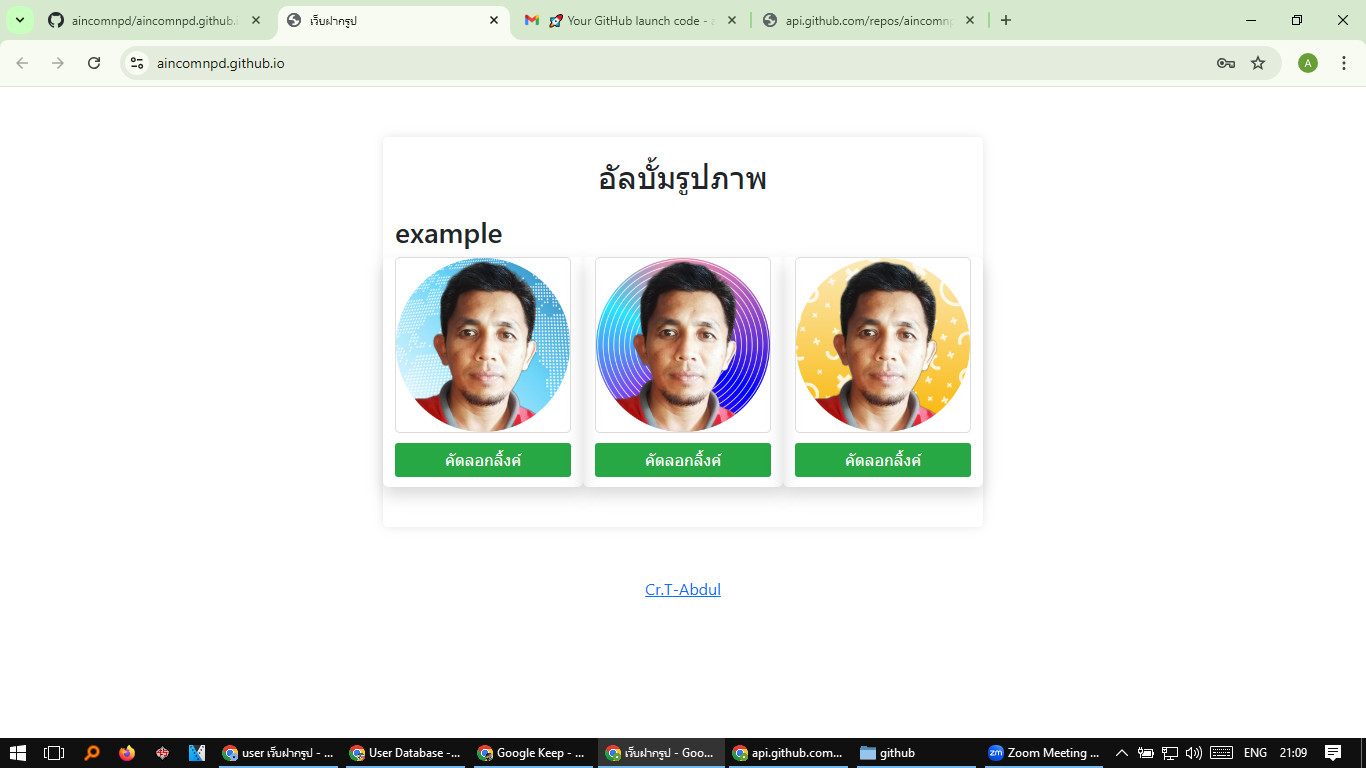 aincomnpd/aincomnpd.github.
เว็บฝากรูป
Your GitHub launch code - a
api.github.com/repos/aincomnp
aincomnpd.github.io
A
อัลบั้มรูปภาพ
example
คัดลอกลิ้งค์
คัดลอกลิ้งค์
คัดลอกลิ้งค์
Cr.T-Abdul
user เว็บฝากรูป - ...
User Database -...
Google Keep - ...
เว็บฝากรูป - Goo...
api.github.com...
github
zm
Zoom Meeting ...
ENG
21:09